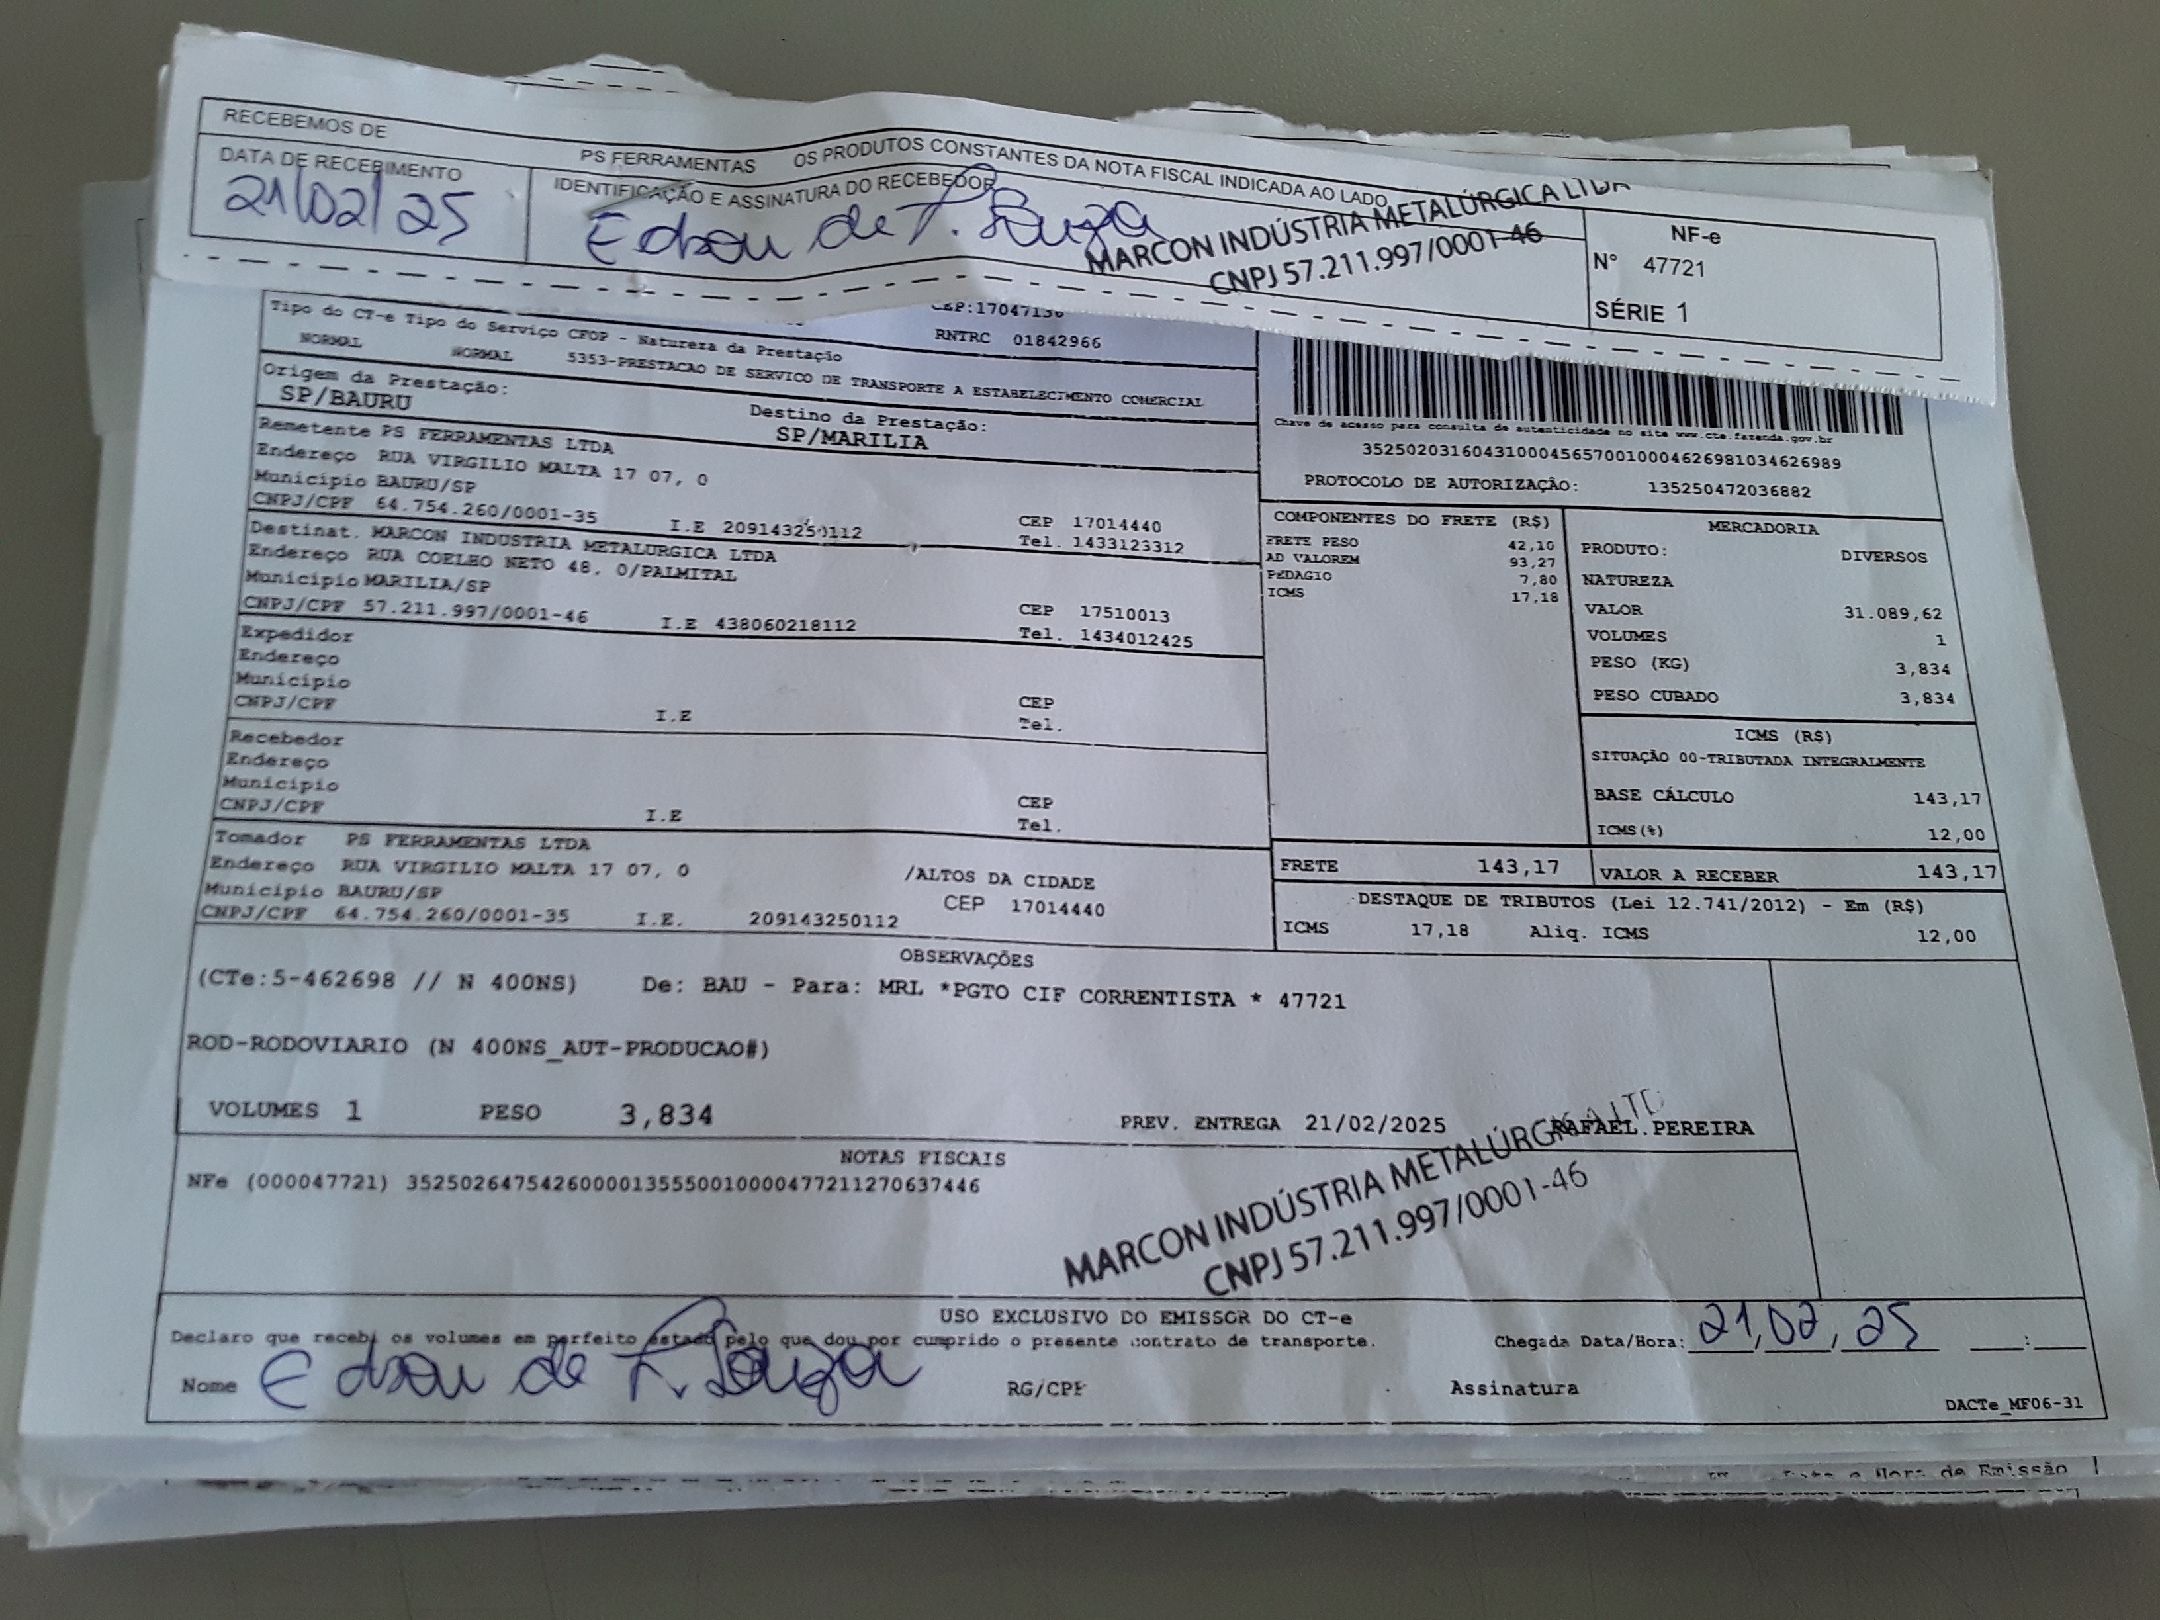 RECEBEMOS DE PS FERRAMENTAS OS PRODUTOS CONSTANTES DA NOTA FISCAL INDICADA AO LADO
DATA DE RECEBIMENTO
21/02/25
IDENTIFICAÇÃO E ASSINATURA DO RECEBEDOR
Edson de P. Souza
MARCON INDÚSTRIA METALÚRGICA LTDA
CNPJ 57.211.997/0001-46
NF-e
N° 47721
SÉRIE 1
CEP:17047130
RNTRC 01842966
Tipo do CT-e Tipo do Serviço CFOP - Natureza da Prestação
NORMAL NORMAL 5353-PRESTACAO DE SERVICO DE TRANSPORTE A ESTABELECIMENTO COMERCIAL
Origem da Prestação:
SP/BAURU
Destino da Prestação:
SP/MARILIA
Remetente PS FERRAMENTAS LTDA
Endereço RUA VIRGILIO MALTA 17 07, 0
Município BAURU/SP CEP 17014440
CNPJ/CPF 64.754.260/0001-35 I.E 209143250112 Tel. 1433123312
Destinat. MARCON INDUSTRIA METALURGICA LTDA
Endereço RUA COELHO NETO 48, 0/PALMITAL
Município MARILIA/SP CEP 17510013
CNPJ/CPF 57.211.997/0001-46 I.E 438060218112 Tel. 1434012425
Expedidor
Endereço
Município CEP
CNPJ/CPF I.E Tel.
Recebedor
Endereço
Município CEP
CNPJ/CPF I.E Tel.
Tomador PS FERRAMENTAS LTDA
Endereço RUA VIRGILIO MALTA 17 07, 0 /ALTOS DA CIDADE
Município BAURU/SP CEP 17014440
CNPJ/CPF 64.754.260/0001-35 I.E. 209143250112
Chave de acesso para consulta de autenticidade no site www.cte.fazenda.gov.br
35250203160431000456570010004626981034626989
PROTOCOLO DE AUTORIZAÇÃO: 135250472036882
COMPONENTES DO FRETE (R$)
FRETE PESO 42,10
AD VALOREM 93,27
PEDAGIO 7,80
ICMS 17,18
MERCADORIA
PRODUTO: DIVERSOS
NATUREZA
VALOR 31.089,62
VOLUMES 1
PESO (KG) 3,834
PESO CUBADO 3,834
ICMS (R$)
SITUAÇÃO 00-TRIBUTADA INTEGRALMENTE
BASE CÁLCULO 143,17
ICMS(%) 12,00
FRETE 143,17 VALOR A RECEBER 143,17
DESTAQUE DE TRIBUTOS (Lei 12.741/2012) - Em (R$)
ICMS 17,18 Aliq. ICMS 12,00
OBSERVAÇÕES
(CTe:5-462698 // N 400NS) De: BAU - Para: MRL *PGTO CIF CORRENTISTA * 47721
ROD-RODOVIARIO (N 400NS_AUT-PRODUCAO#)
VOLUMES 1 PESO 3,834 PREV. ENTREGA 21/02/2025 RAFAEL.PEREIRA
NOTAS FISCAIS
NFe (000047721) 35250264754260000135550010000477211270637446
MARCON INDÚSTRIA METALÚRGICA LTD
CNPJ 57.211.997/0001-46
USO EXCLUSIVO DO EMISSOR DO CT-e
Declaro que recebi os volumes em perfeito estado pelo que dou por cumprido o presente contrato de transporte. Chegada Data/Hora: 21,02,25 :
Nome Edson de P. Souza RG/CPF Assinatura
DACTe_MF06-31
Data e Hora de Emissão